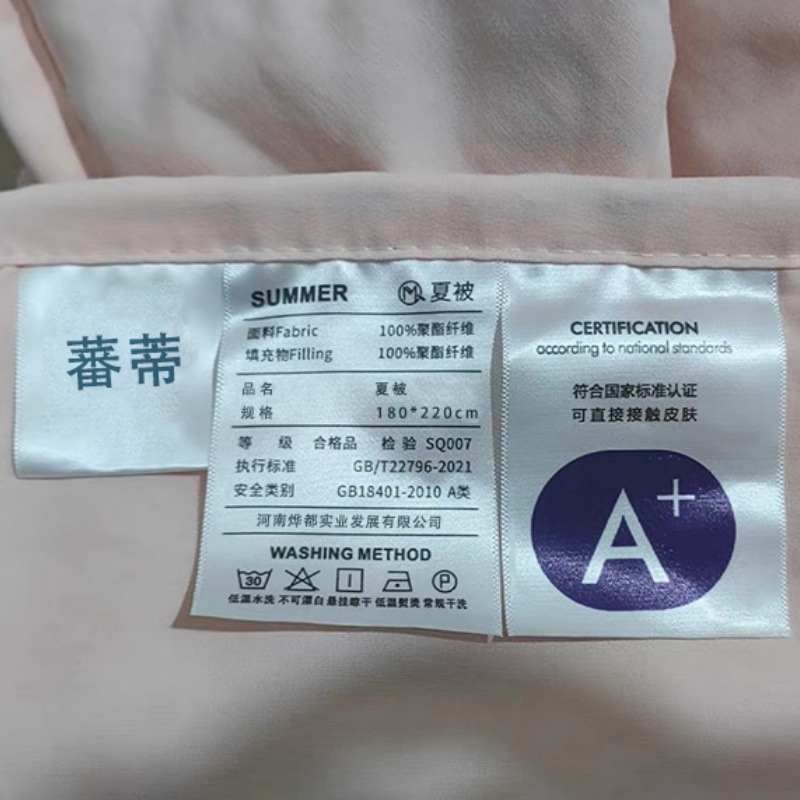 蕃蒂
SUMMER 夏被
面料Fabric 100%聚酯纤维
填充物Filling 100%聚酯纤维
品名 夏被
规格 180*220cm
等级 合格品 检验 SQ007
执行标准 GB/T22796-2021
安全类别 GB18401-2010 A类
河南烨都实业发展有限公司
WASHING METHOD
30 P
低温水洗 不可漂白 悬挂晾干 低温熨烫 常规干洗
CERTIFICATION
according to national standards
符合国家标准认证
可直接接触皮肤
A+